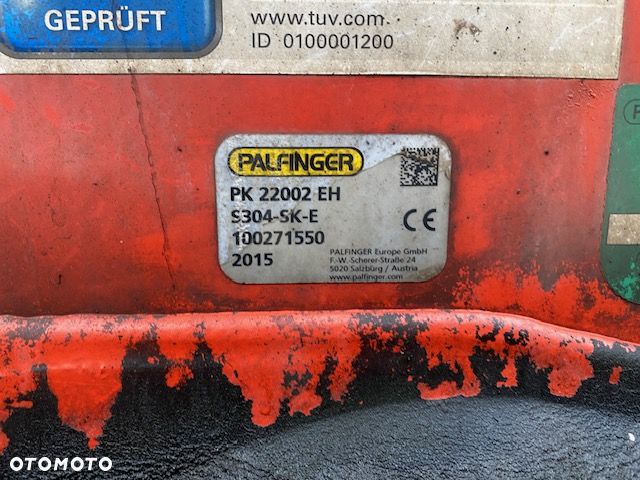 GEPRÜFT
www.tuv.com
ID 0100001200
PALFINGER
PK 22002 EH
S304-SK-E
100271550
2015
CE
PALFINGER Europe GmbH
F.-W.-Scherer-Straße 24
5020 Salzburg / Austria
www.palfinger.com
OTOMOTO